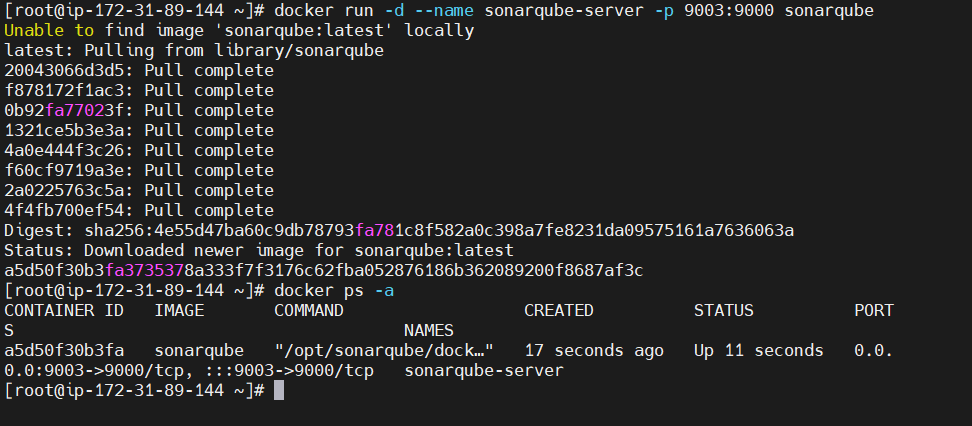 [root@ip-172-31-89-144 ~]# docker run -d --name sonarqube-server -p 9003:9000 sonarqube
Unable to find image 'sonarqube:latest' locally
latest: Pulling from library/sonarqube
20043066d3d5: Pull complete
f878172f1ac3: Pull complete
0b92fa77023f: Pull complete
1321ce5b3e3a: Pull complete
4a0e444f3c26: Pull complete
f60cf9719a3e: Pull complete
2a0225763c5a: Pull complete
4f4fb700ef54: Pull complete
Digest: sha256:4e55d47ba60c9db78793fa781c8f582a0c398a7fe8231da09575161a7636063a
Status: Downloaded newer image for sonarqube:latest
a5d50f30b3fa3735378a333f7f3176c62fba052876186b362089200f8687af3c
[root@ip-172-31-89-144 ~]# docker ps -a
CONTAINER ID   IMAGE       COMMAND                  CREATED          STATUS          PORT
S                                       NAMES
a5d50f30b3fa   sonarqube   "/opt/sonarqube/dock…"   17 seconds ago   Up 11 seconds   0.0.
0.0:9003->9000/tcp, :::9003->9000/tcp   sonarqube-server
[root@ip-172-31-89-144 ~]#